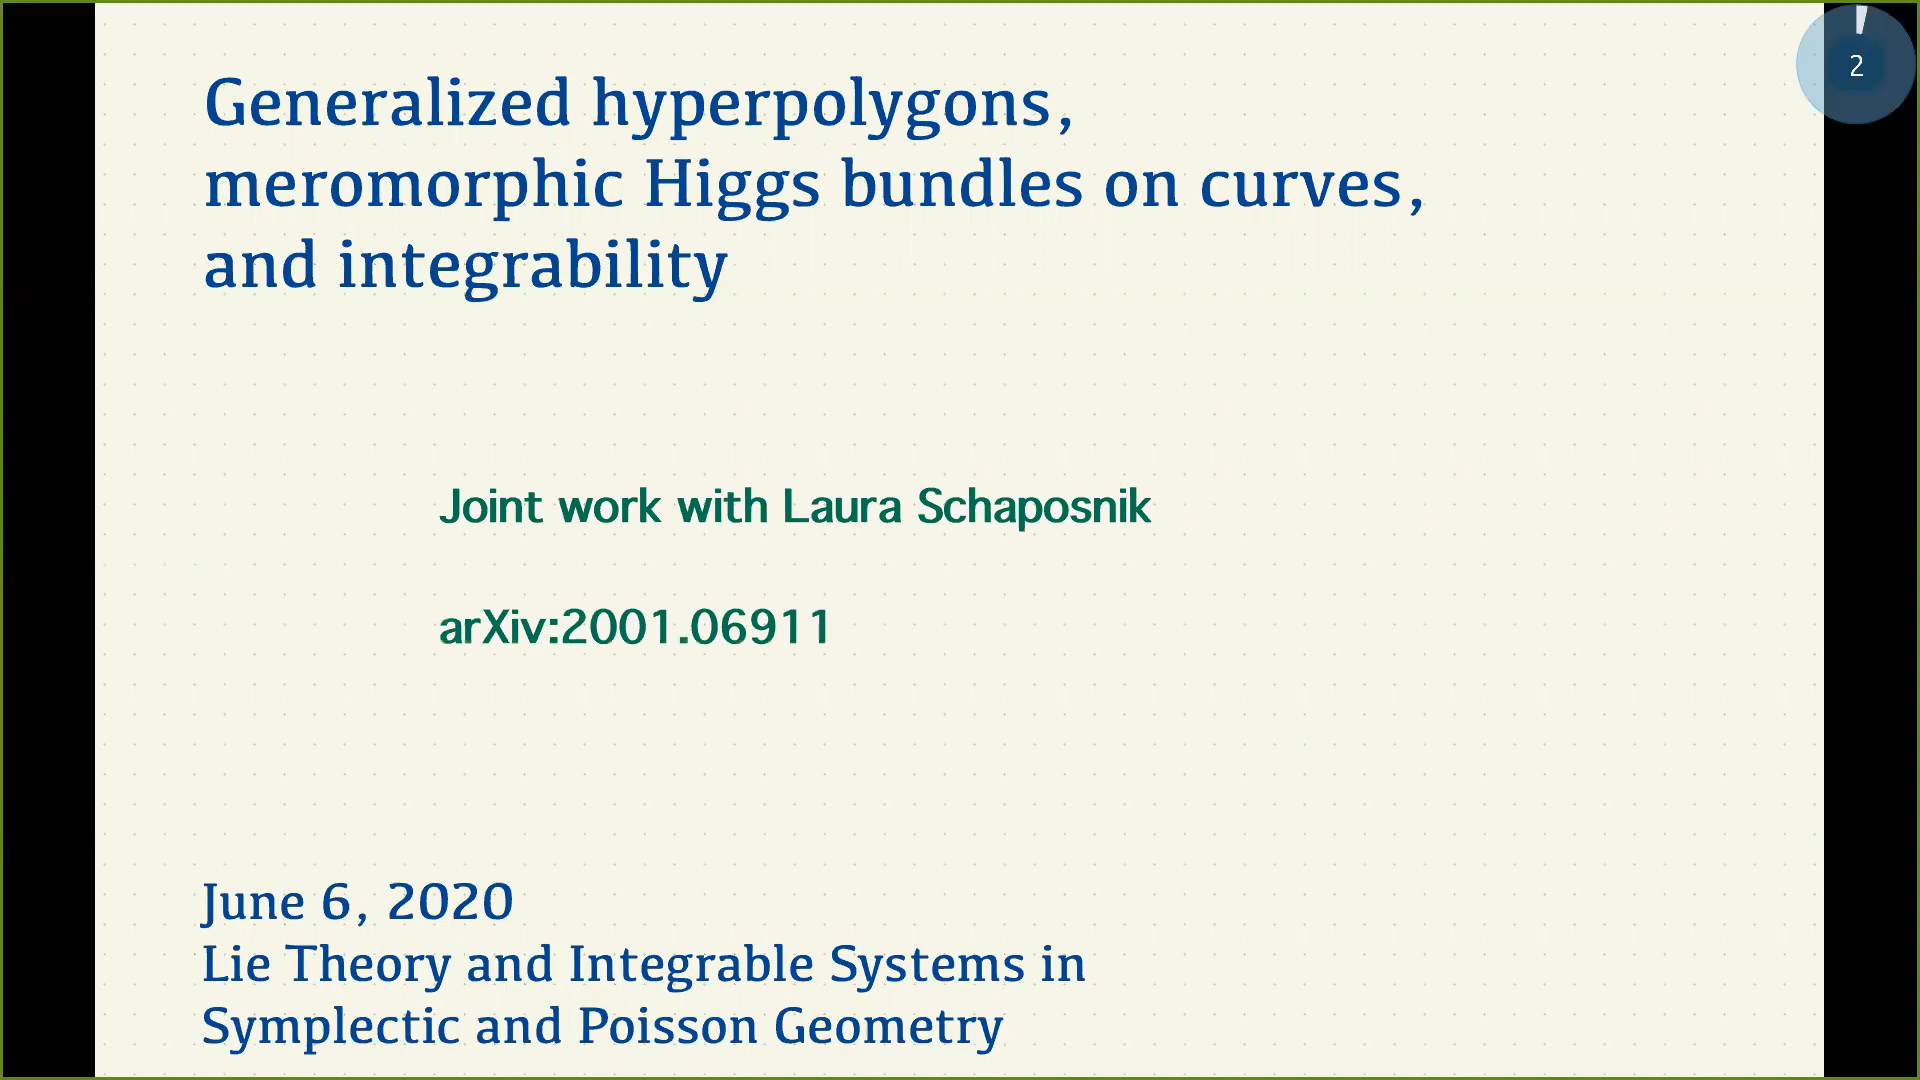 Generalized hyperpolygons,
meromorphic Higgs bundles on curves,
and integrability
2
Joint work with Laura Schaposnik
arXiv:2001.06911
June 6, 2020
Lie Theory and Integrable Systems in
Symplectic and Poisson Geometry